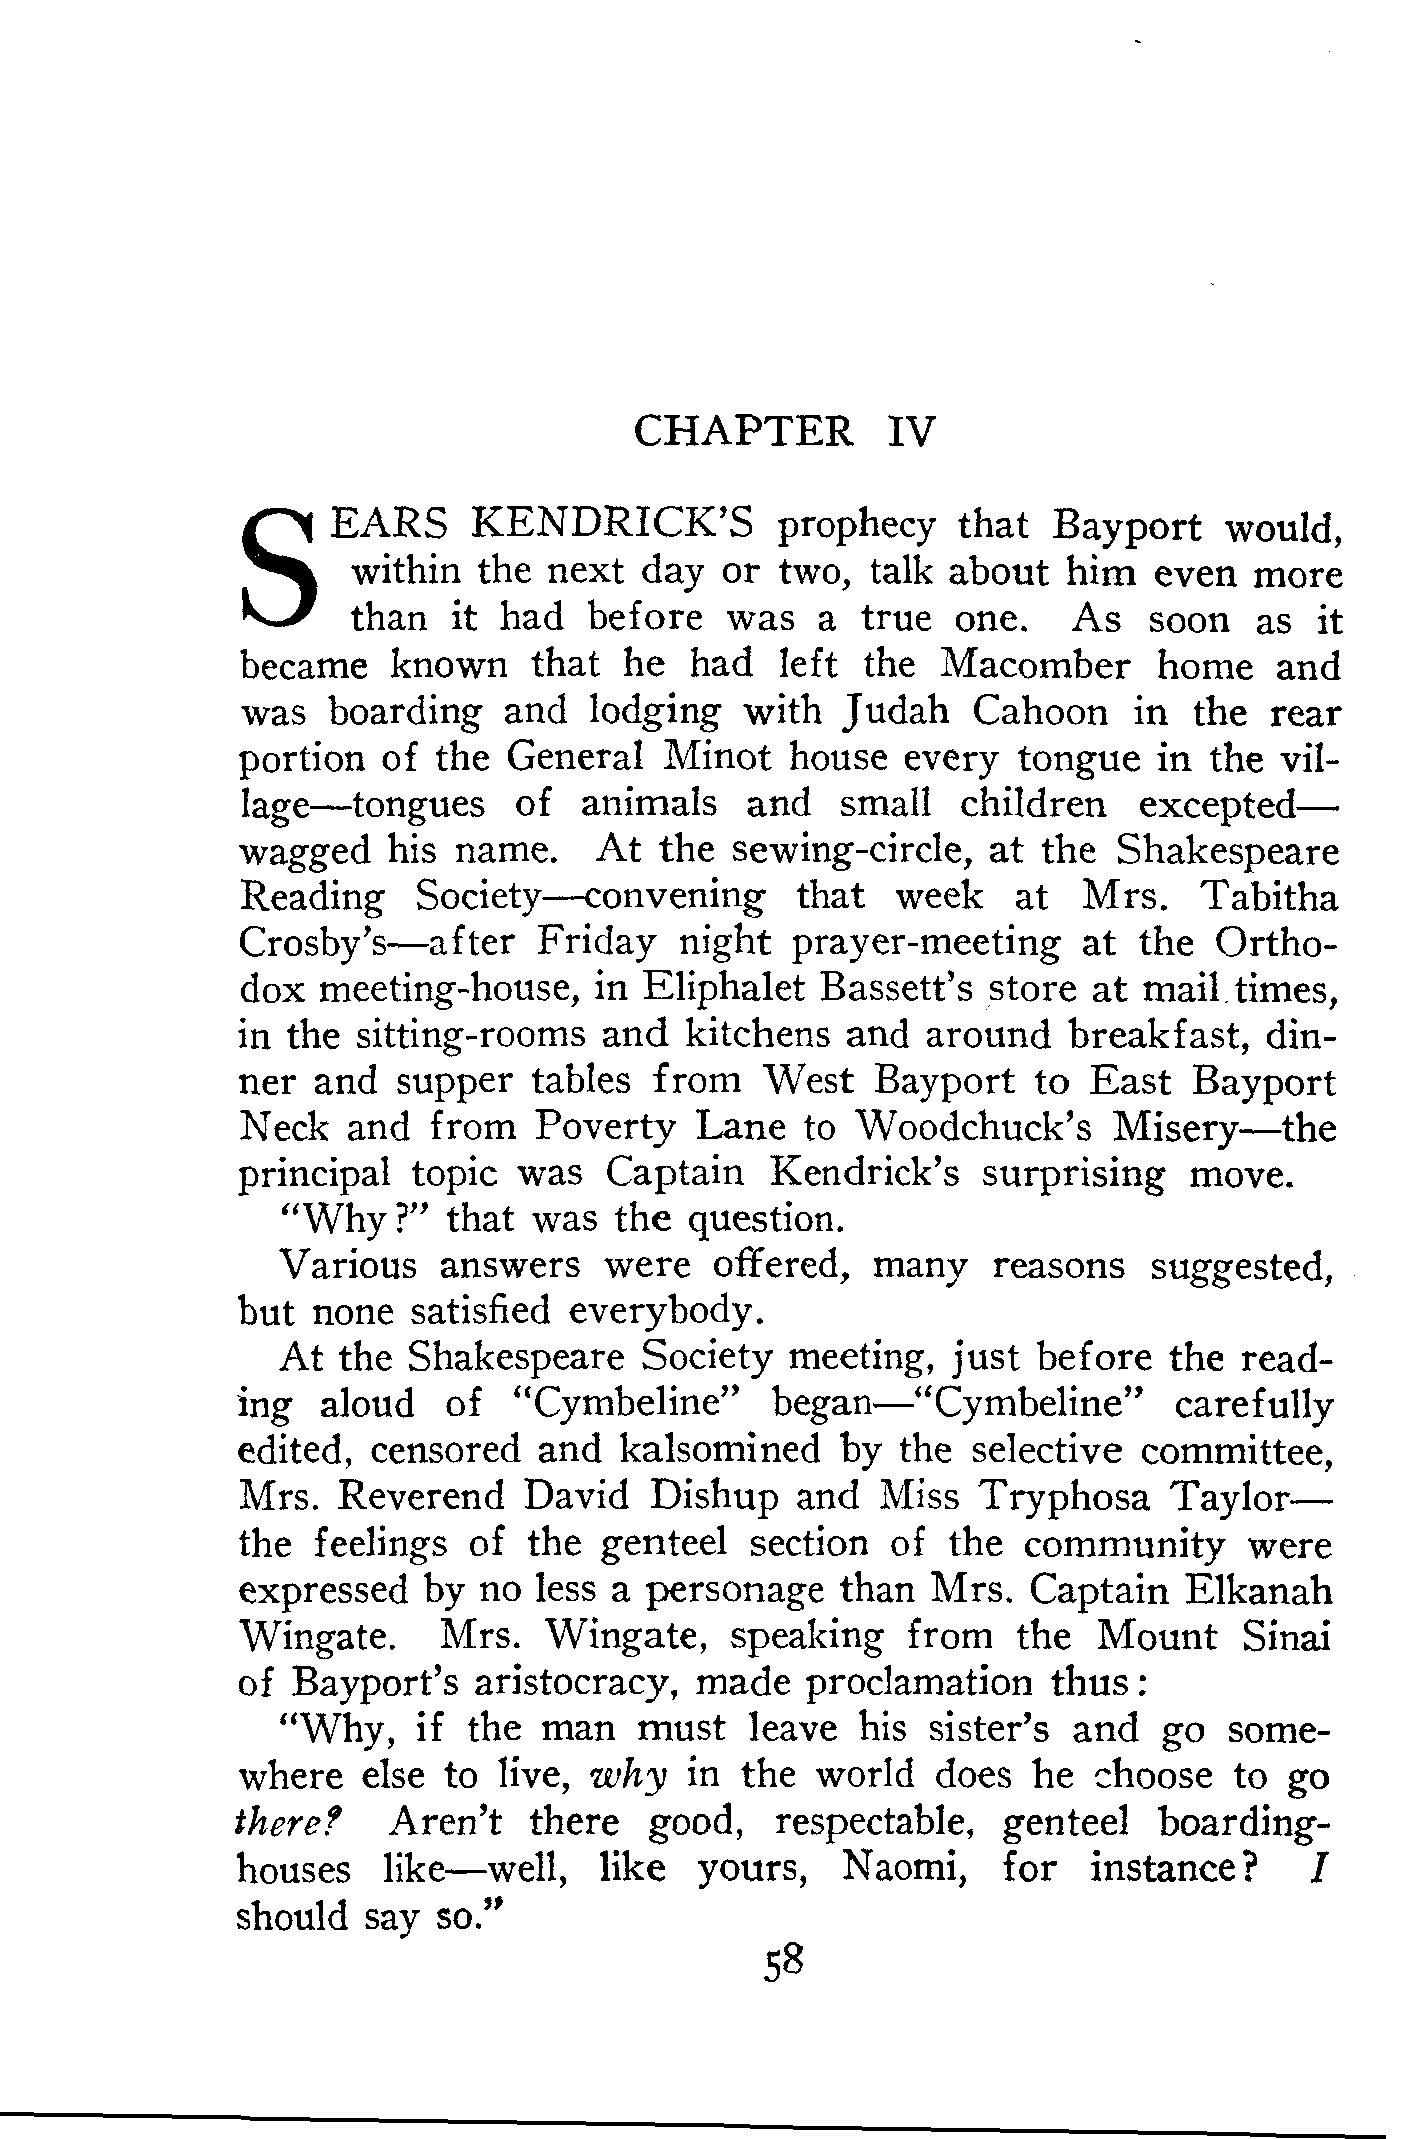 CHAPTER IV
SEARS KENDRICK'S prophecy that Bayport would,
within the next day or two, talk about him even more
than it had before was a true one. As soon as it
became known that he had left the Macomber home and
was boarding and lodging with Judah Cahoon in the rear
portion of the General Minot house every tongue in the vil-
lage—tongues of animals and small children excepted—
wagged his name. At the sewing-circle, at the Shakespeare
Reading Society—convening that week at Mrs. Tabitha
Crosby's—after Friday night prayer-meeting at the Ortho-
dox meeting-house, in Eliphalet Bassett's store at mail times,
in the sitting-rooms and kitchens and around breakfast, din-
ner and supper tables from West Bayport to East Bayport
Neck and from Poverty Lane to Woodchuck's Misery—the
principal topic was Captain Kendrick's surprising move.
"Why?" that was the question.
Various answers were offered, many reasons suggested,
but none satisfied everybody.
At the Shakespeare Society meeting, just before the read-
ing aloud of "Cymbeline" began—"Cymbeline" carefully
edited, censored and kalsomined by the selective committee,
Mrs. Reverend David Dishup and Miss Tryphosa Taylor—
the feelings of the genteel section of the community were
expressed by no less a personage than Mrs. Captain Elkanah
Wingate. Mrs. Wingate, speaking from the Mount Sinai
of Bayport's aristocracy, made proclamation thus:
"Why, if the man must leave his sister's and go some-
where else to live, why in the world does he choose to go
there? Aren't there good, respectable, genteel boarding-
houses like—well, like yours, Naomi, for instance? I
should say so."
58